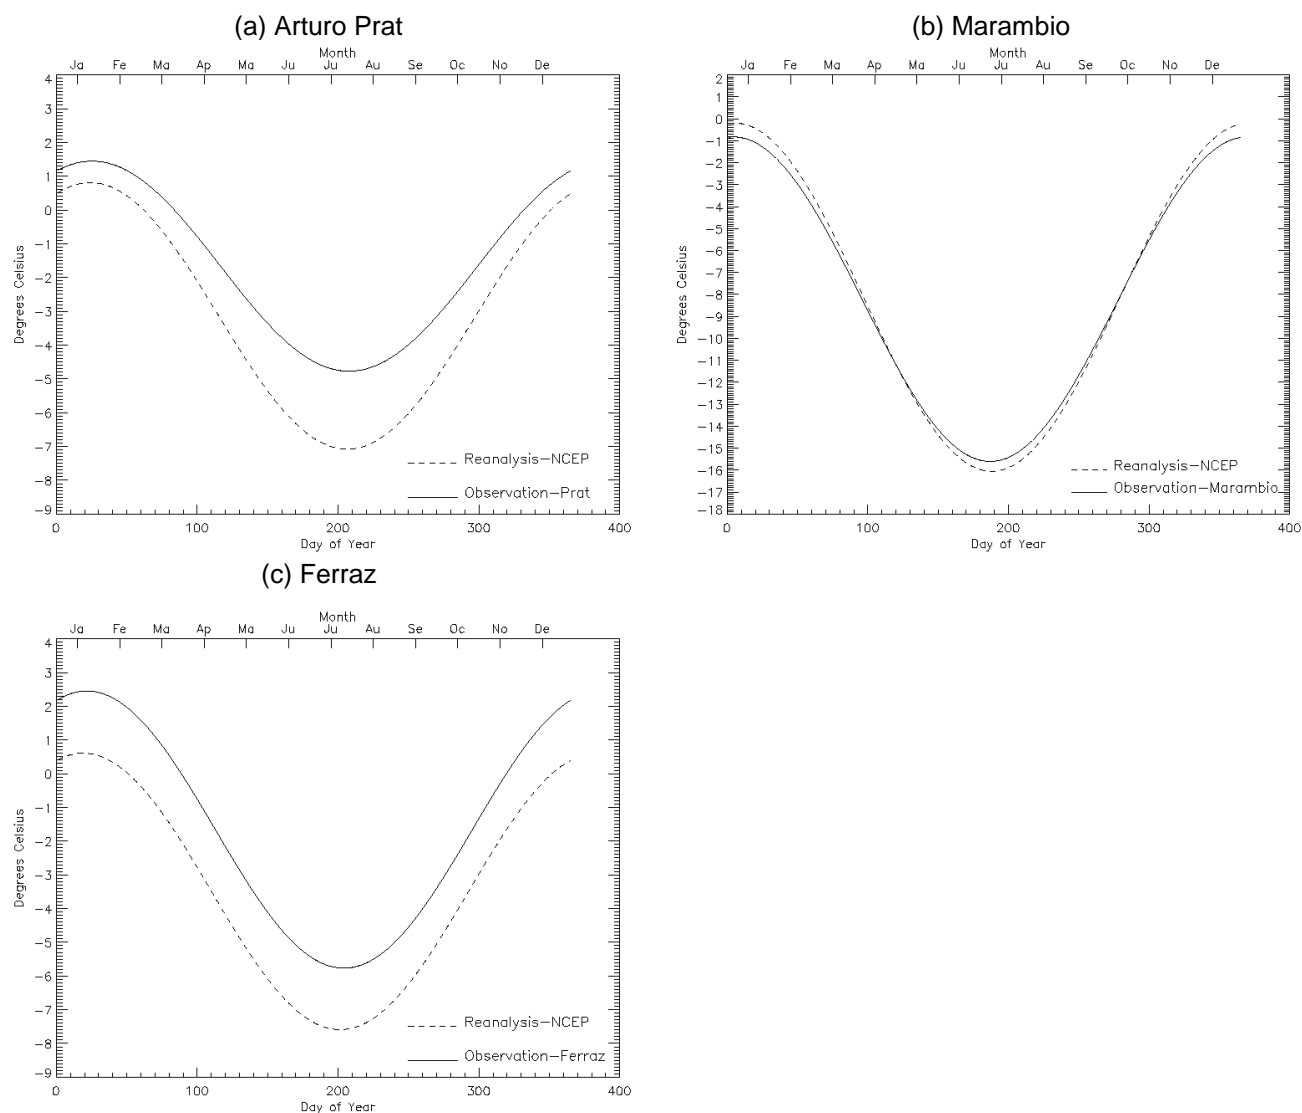 (a) Arturo Prat
Month
Ja Fe Ma Ap Ma Ju Ju Au Se Oc No De
4
3
2
1
0
−1
−2
−3
−4
−5
−6
−7
−8
−9
Degrees Celsius
Reanalysis−NCEP
Observation−Prat
0 100 200 300 400
Day of Year
(b) Marambio
Month
Ja Fe Ma Ap Ma Ju Ju Au Se Oc No De
2
1
0
−1
−2
−3
−4
−5
−6
−7
−8
−9
−10
−11
−12
−13
−14
−15
−16
−17
−18
Degrees Celsius
Reanalysis−NCEP
Observation−Marambio
0 100 200 300 400
Day of Year
(c) Ferraz
Month
Ja Fe Ma Ap Ma Ju Ju Au Se Oc No De
4
3
2
1
0
−1
−2
−3
−4
−5
−6
−7
−8
−9
Degrees Celsius
Reanalysis−NCEP
Observation−Ferraz
0 100 200 300 400
Day of Year